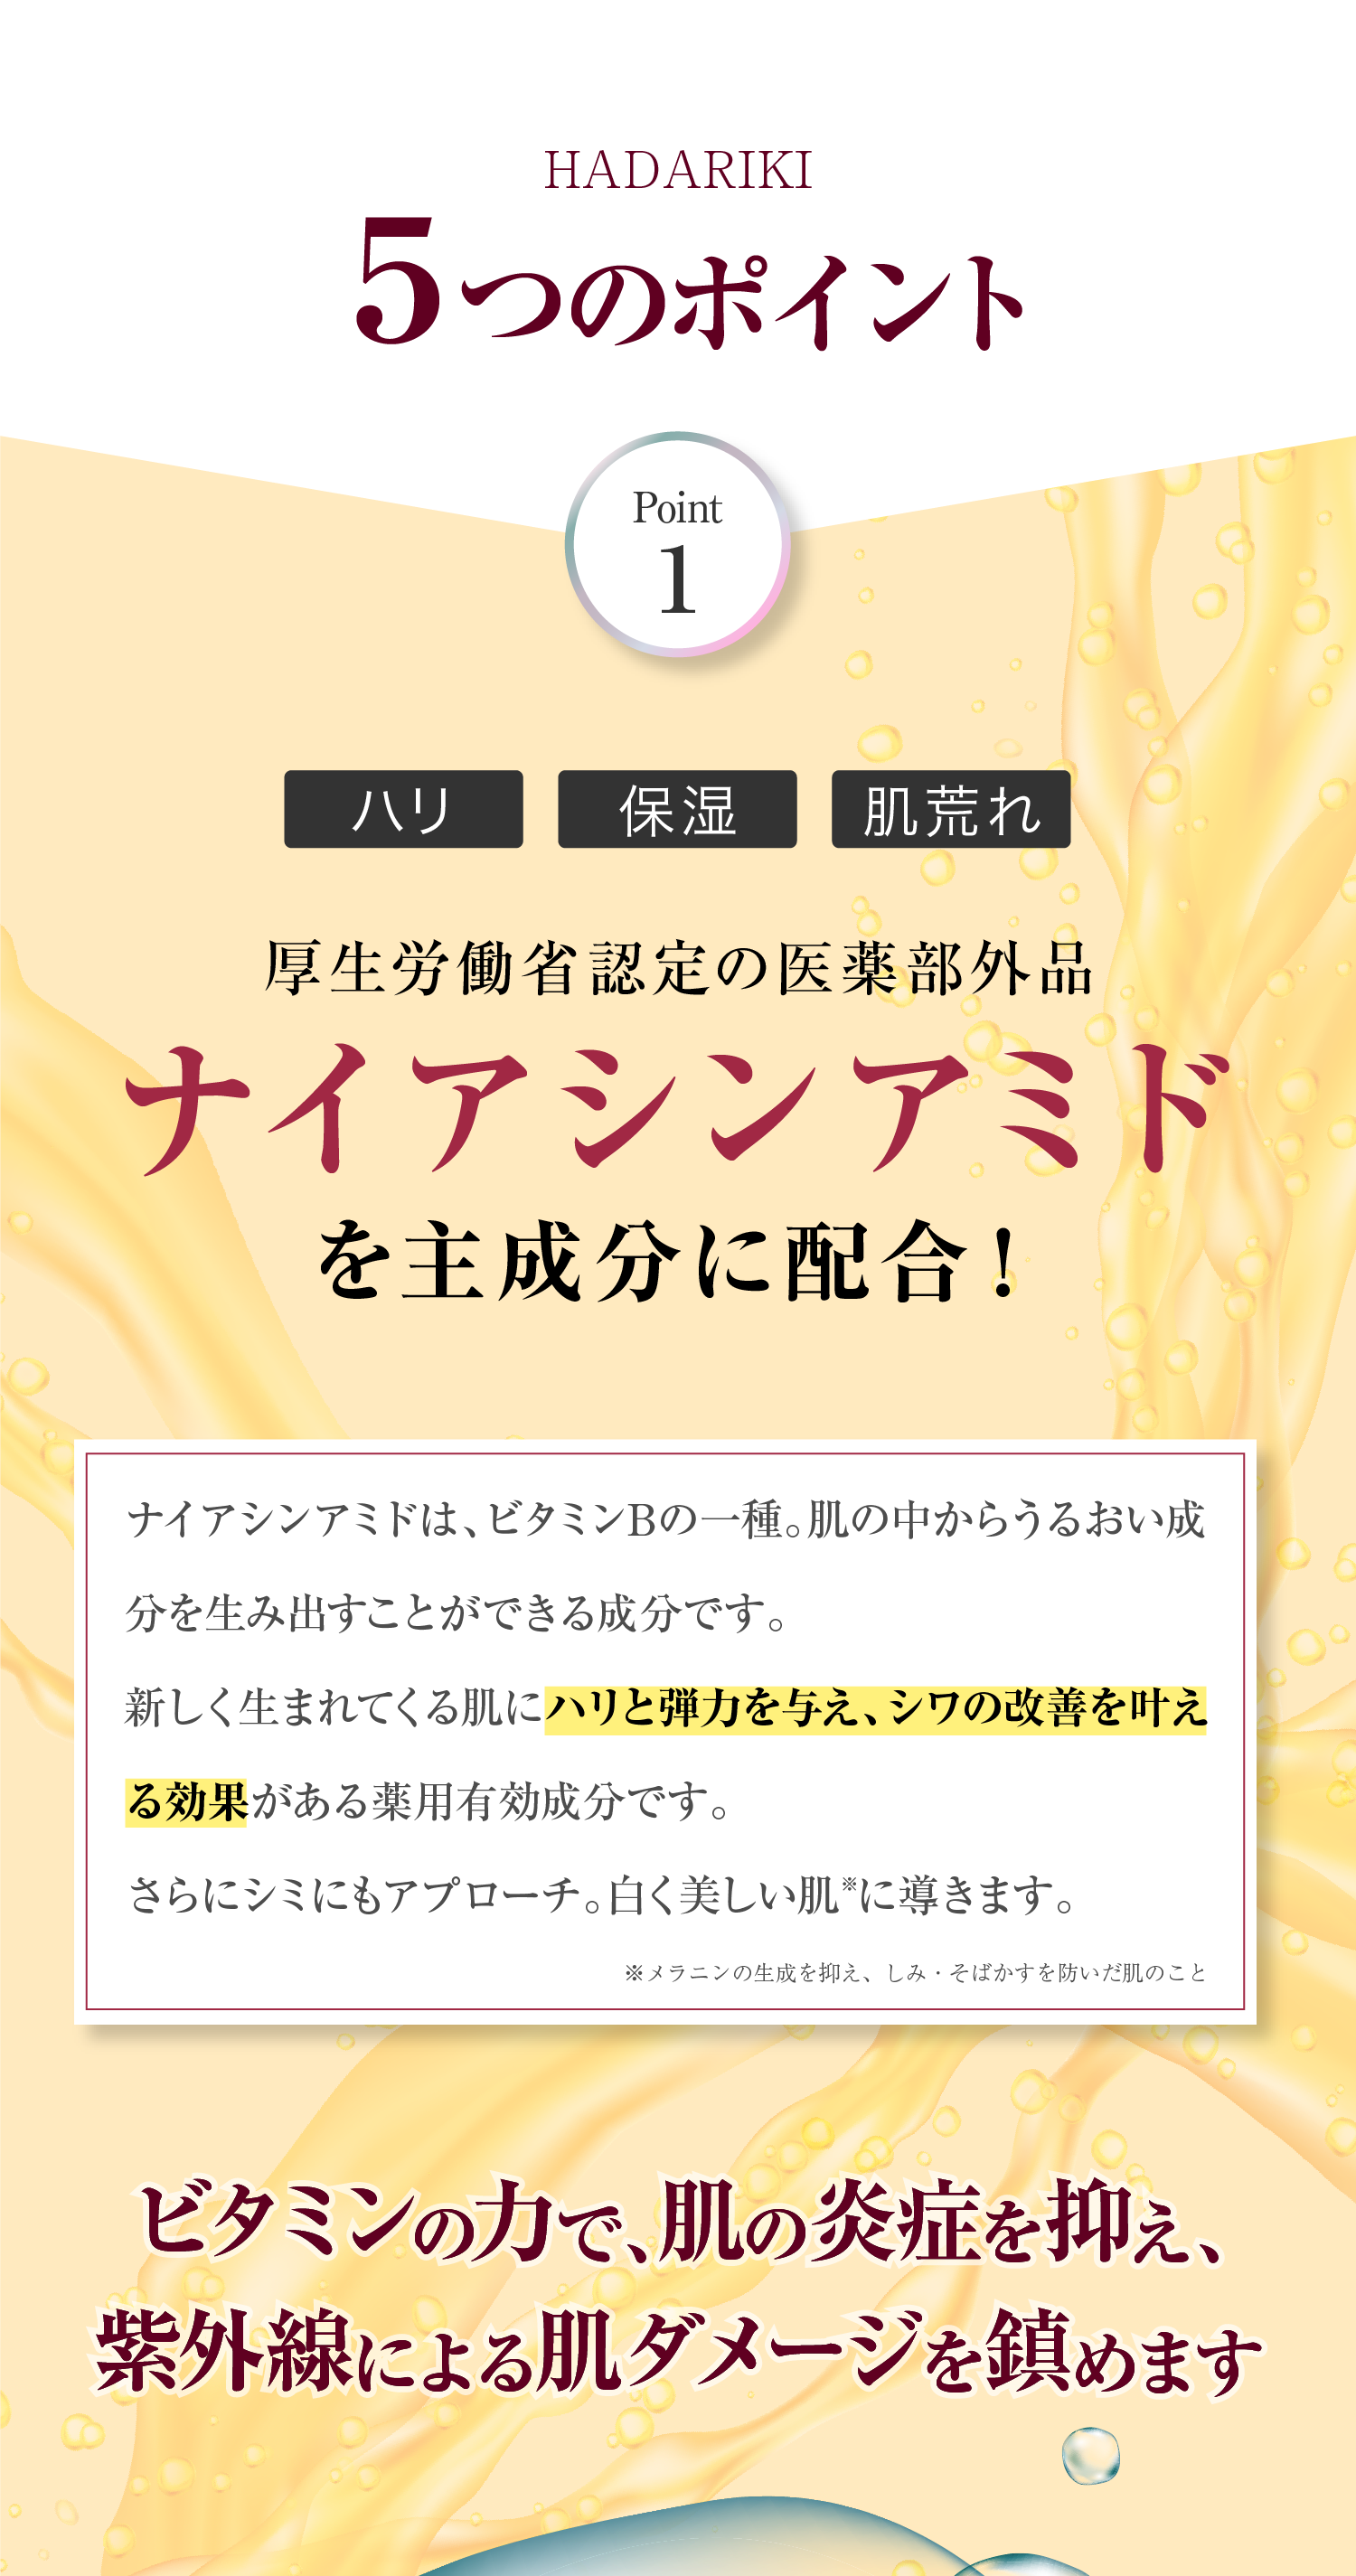 HADARIKI
5つのポイント
Point
1
ハリ 保湿 肌荒れ
厚生労働省認定の医薬部外品
ナイアシンアミド
を主成分に配合！
ナイアシンアミドは、ビタミンBの一種。肌の中からうるおい成
分を生み出すことができる成分です。
新しく生まれてくる肌にハリと弾力を与え、シワの改善を叶え
る効果がある薬用有効成分です。
さらにシミにもアプローチ。白く美しい肌※に導きます。
※メラニンの生成を抑え、しみ・そばかすを防いだ肌のこと
ビタミンの力で、肌の炎症を抑え、
紫外線による肌ダメージを鎮めます